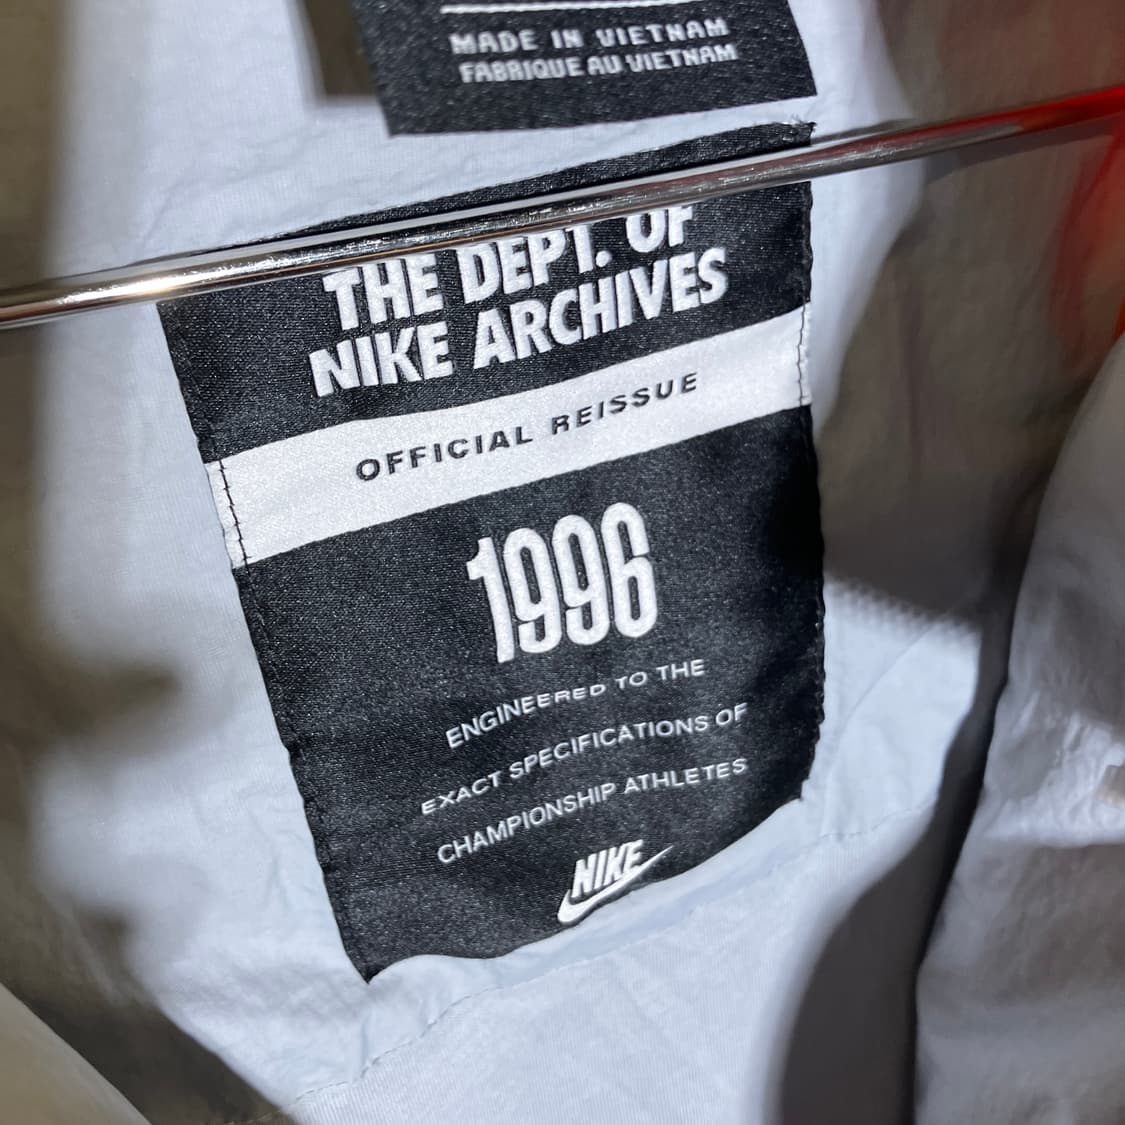 MADE IN VIETNAM
FABRIQUE AU VIETNAM
THE DEPT. OF
NIKE ARCHIVES
OFFICIAL REISSUE
1996
ENGINEERED TO THE
EXACT SPECIFICATIONS OF
CHAMPIONSHIP ATHLETES
NIKE